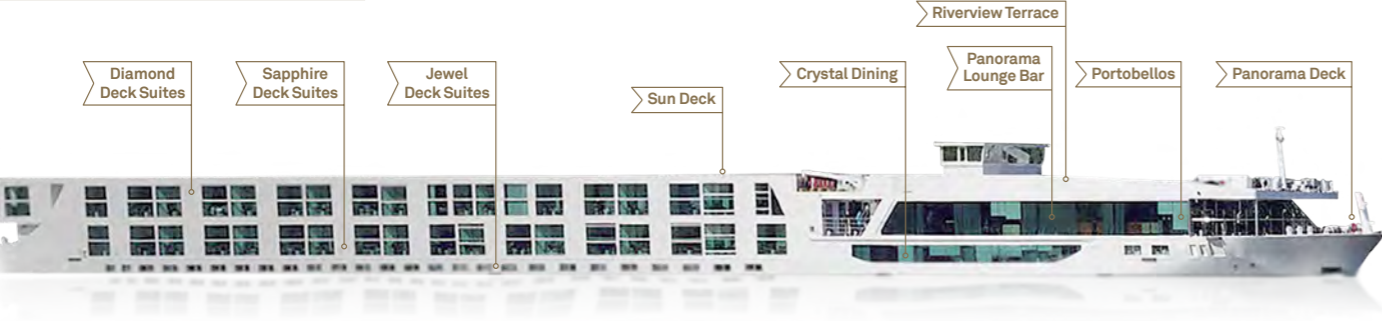 Riverview Terrace
Diamond
Deck Suites
Sapphire
Deck Suites
Jewel
Deck Suites
Sun Deck
Crystal Dining
Panorama
Lounge Bar
Portobellos
Panorama Deck